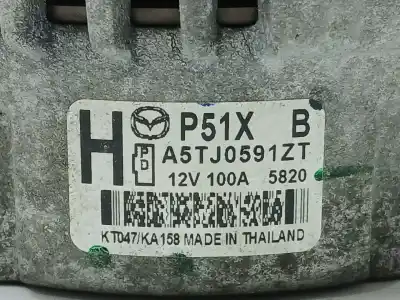 H P51X B
P D A5TJ0591ZT
12V 100A 5820
KT047/KA158 MADE IN THAILAND